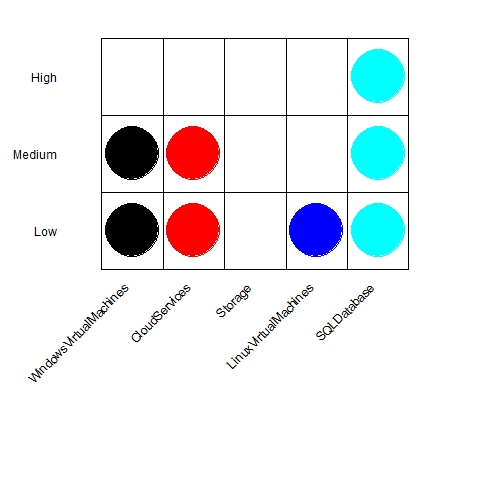 High
Medium
Low
WindowsVirtualMachines
CloudServices
Storage
LinuxVirtualMachines
SQLDatabase